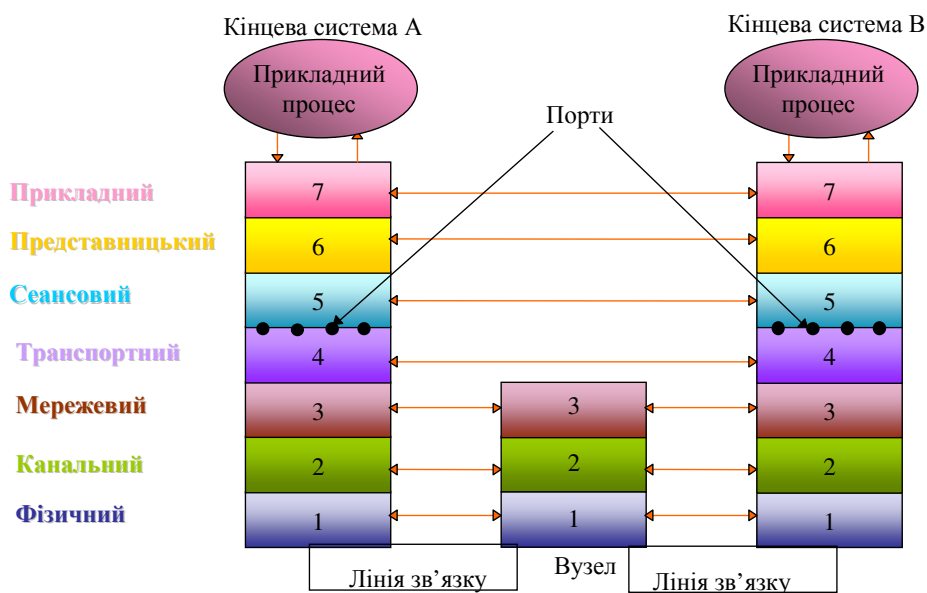 Кінцева система А
Кінцева система В
Прикладний
процес
Прикладний
процес
Порти
Прикладний
7
7
Представницький
6
6
Сеансовий
5
5
Транспортний
4
4
Мережевий
3
3
3
Канальний
2
2
2
Фізичний
1
1
1
Вузел
Лінія зв’язку
Лінія зв’язку